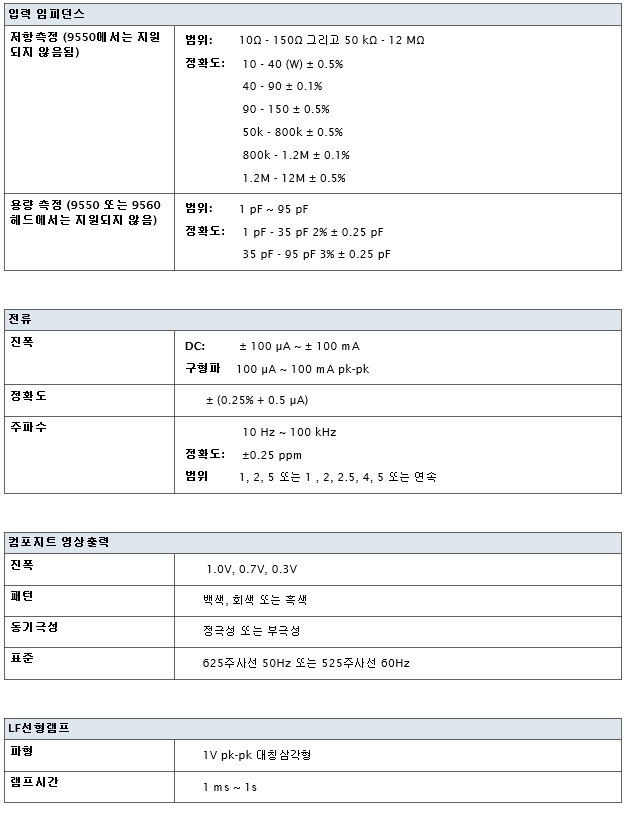 입력 임피던스
저항측정 (9550에서는 지원
되지 않음됨)
범위: 10Ω - 150Ω 그리고 50 kΩ - 12 MΩ
정확도: 10 - 40 (W) ± 0.5%
40 - 90 ± 0.1%
90 - 150 ± 0.5%
50k - 800k ± 0.5%
800k - 1.2M ± 0.1%
1.2M - 12M ± 0.5%
용량 측정 (9550 또는 9560
헤드에서는 지원되지 않음)
범위: 1 pF ~ 95 pF
정확도: 1 pF - 35 pF 2% ± 0.25 pF
35 pF - 95 pF 3% ± 0.25 pF
전류
진폭
DC: ± 100 µA ~ ± 100 mA
구형파 100 µA ~ 100 mA pk-pk
정확도
± (0.25% + 0.5 µA)
주파수
10 Hz ~ 100 kHz
정확도: ±0.25 ppm
범위 1, 2, 5 또는 1 , 2, 2.5, 4, 5 또는 연속
컴포지트 영상출력
진폭
1.0V, 0.7V, 0.3V
패턴
백색, 회색 또는 흑색
동기극성
정극성 또는 부극성
표준
625주사선 50Hz 또는 525주사선 60Hz
LF선형램프
파형
1V pk-pk 대칭삼각형
램프시간
1 ms ~ 1s